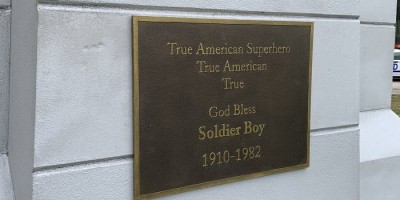 True American Superhero
True American
True
God Bless
Soldier Boy
1910-1982